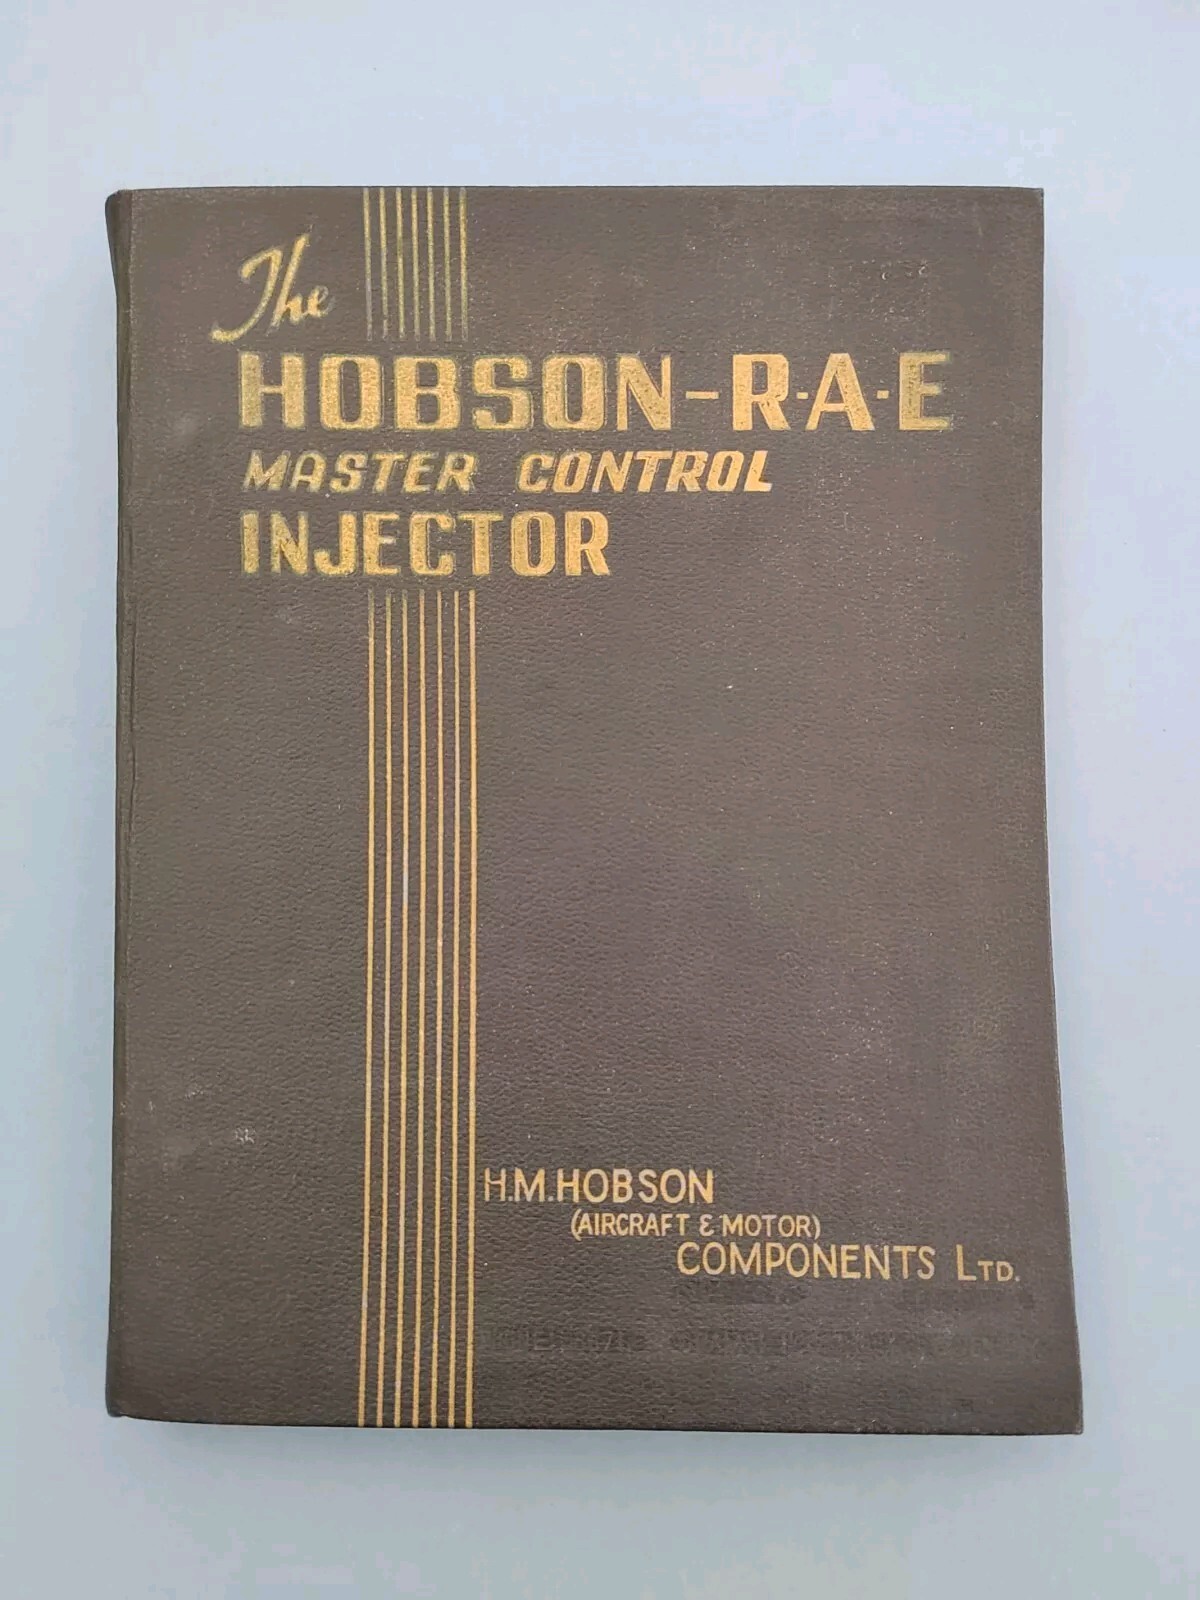 The
HOBSON-R·A·E
MASTER CONTROL
INJECTOR
H.M.HOBSON
(AIRCRAFT & MOTOR)
COMPONENTS LTD.